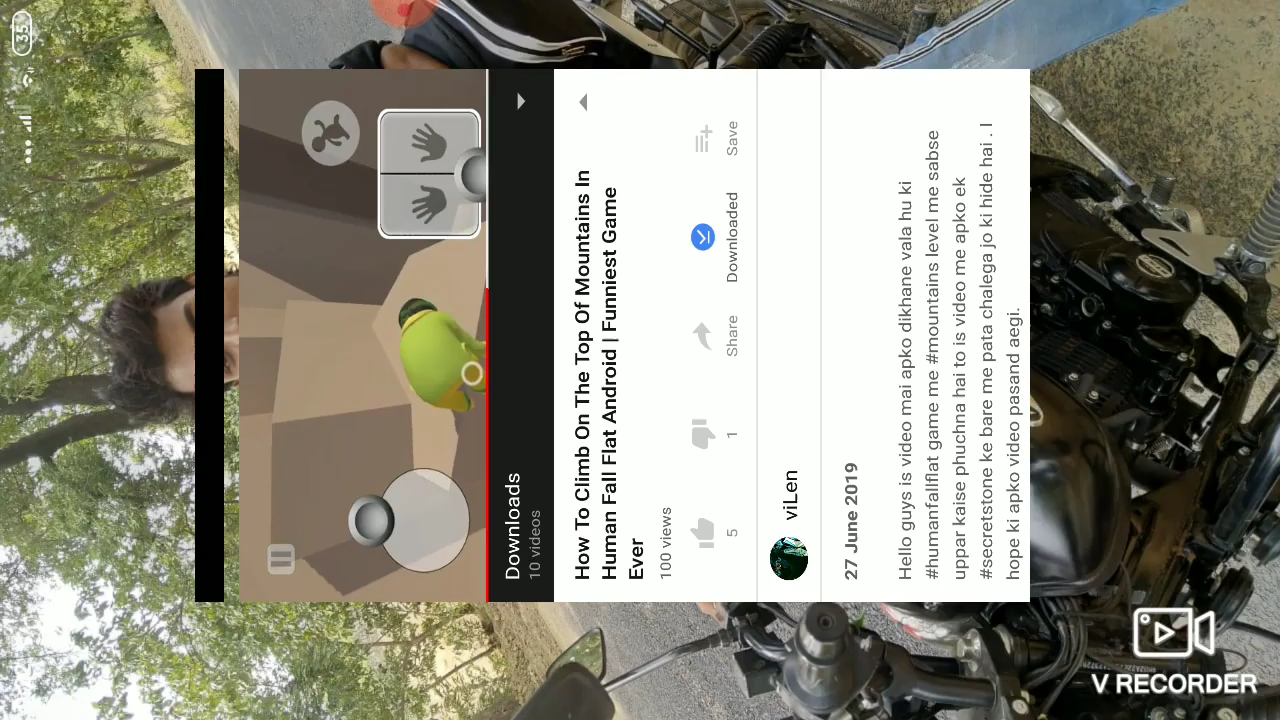 35
Downloads
10 videos
How To Climb On The Top Of Mountains In
Human Fall Flat Android | Funniest Game
Ever
100 views
5
1
Share
Downloaded
Save
viLen
27 June 2019
Hello guys is video mai apko dikhane vala hu ki
#humanfallflat game me #mountains level me sabse
uppar kaise phuchna hai to is video me apko ek
#secretstone ke bare me pata chalega jo ki hide hai . I
hope ki apko video pasand aegi.
V RECORDER